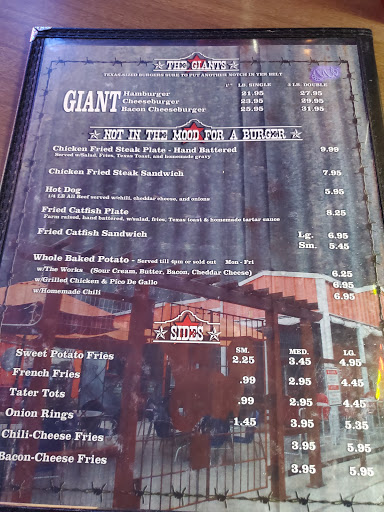 THE GIANTS
TEXAS-SIZED BURGERS SURE TO PUT ANOTHER NOTCH IN YER BELT
LB. SINGLE 2 LB. DOUBLE
GIANT
Hamburger 21.95 27.95
Cheeseburger 23.95 29.95
Bacon Cheeseburger 25.95 31.95
NOT IN THE MOOD FOR A BURGER
Chicken Fried Steak Plate - Hand Battered 9.99
Served w/Salad, Fries, Texas Toast, and homemade gravy
Chicken Fried Steak Sandwich 7.95
Hot Dog 5.95
1/4 LB All Beef served w/chili, cheddar cheese, and onions
Fried Catfish Plate 8.25
Farm raised, hand battered, w/salad, fries, Texas toast & homemade tartar sauce
Fried Catfish Sandwich Lg. 6.95
Sm. 5.45
Whole Baked Potato - Served till 4pm or sold out Mon - Fri
w/The Works (Sour Cream, Butter, Bacon, Cheddar Cheese) 6.25
w/Grilled Chicken & Pico De Gallo 6.95
w/Homemade Chili 6.95
SIDES
SM. MED. LG.
Sweet Potato Fries 2.25 3.45 4.95
French Fries .99 2.95 4.45
Tater Tots .99 2.95 4.45
Onion Rings 1.45 3.95 5.35
Chili-Cheese Fries 3.95 5.95
Bacon-Cheese Fries 3.95 5.95